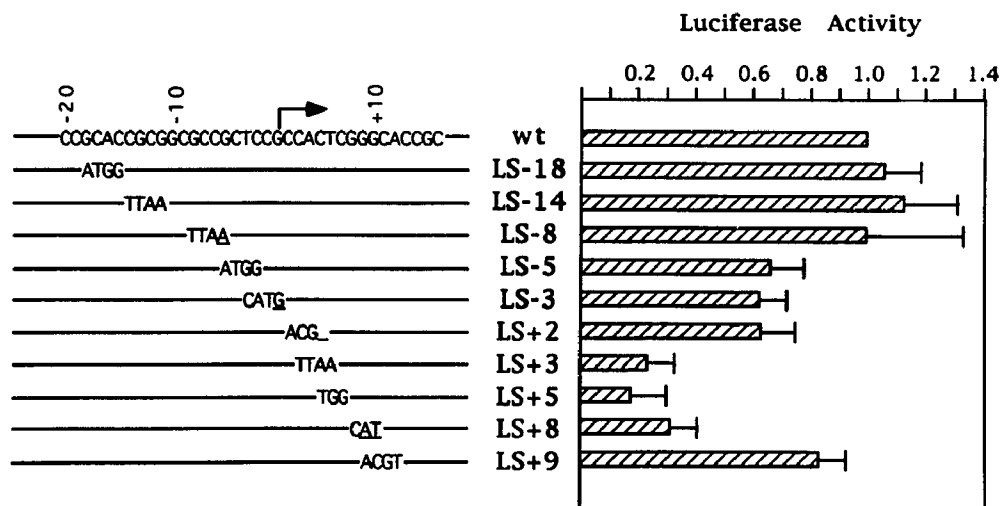 Luciferase Activity
0.2 0.4 0.6 0.8 1.0 1.2 1.4
-20 -10 +10
CCGCACCGCGGCGCCGCTCCGCCACTCGGGCACCGC wt
ATGG LS-18
TTAA LS-14
TTAA LS-8
ATGG LS-5
CATG LS-3
ACG_ LS+2
TTAA LS+3
TGG LS+5
CAT LS+8
ACGT LS+9